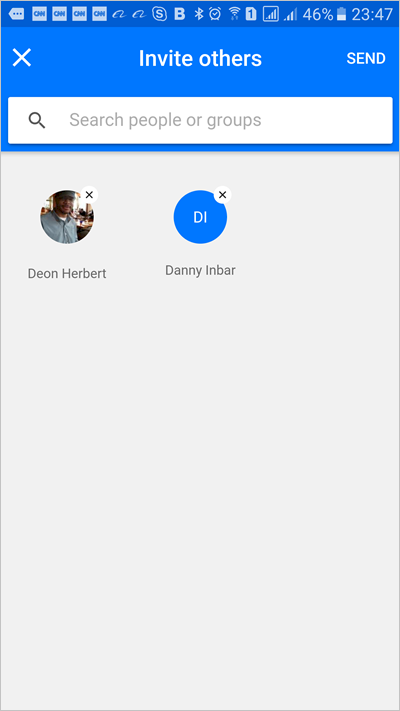 CNN CNN CNN CNN S B 1 46% 23:47
Invite others SEND
Search people or groups
DI
Deon Herbert
Danny Inbar